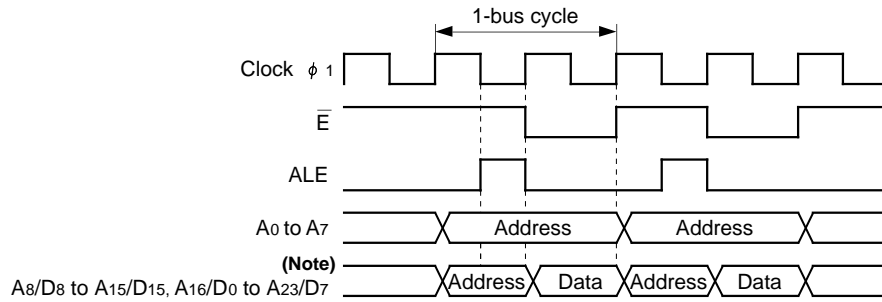 1-bus cycle
Clock ϕ 1
E̅
ALE
A0 to A7
Address Address
(Note)
A8/D8 to A15/D15, A16/D0 to A23/D7
Address Data Address Data